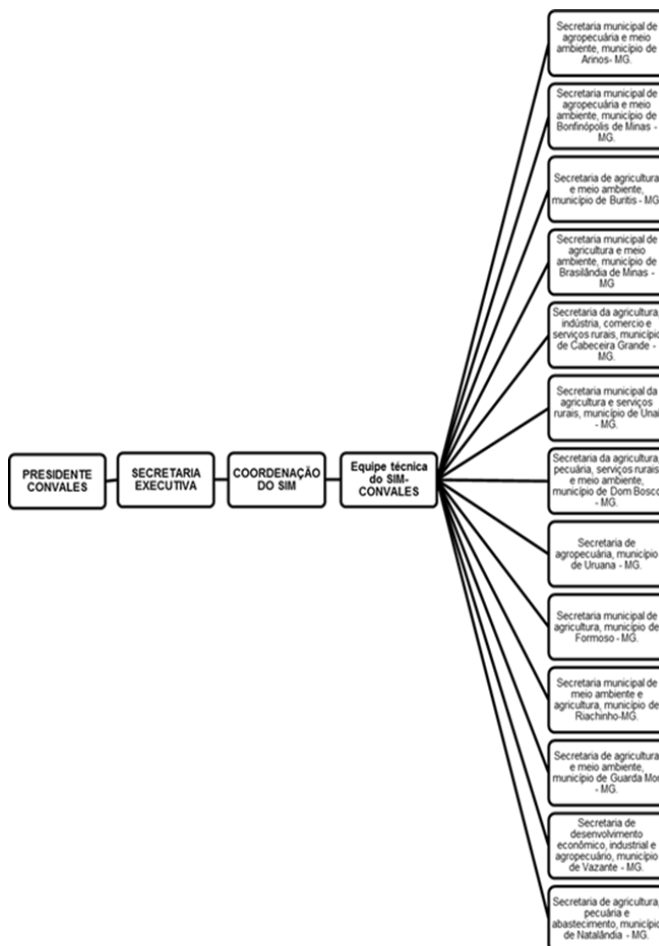 PRESIDENTE
CONVALES
SECRETARIA
EXECUTIVA
COORDENAÇÃO
DO SIM
Equipe técnica
do SIM-
CONVALES
Secretaria municipal de
agropecuária e meio
ambiente, município de
Arinos- MG.
Secretaria municipal de
agropecuária e meio
ambiente, município de
Bonfinópolis de Minas -
MG.
Secretaria de agricultura
e meio ambiente,
município de Buritis - MG
Secretaria municipal de
agricultura e meio
ambiente, município de
Brasilândia de Minas -
MG
Secretaria da agricultura,
indústria, comercio e
serviços rurais, município
de Cabeceira Grande -
MG.
Secretaria municipal da
agricultura e serviços
rurais, município de Unaí
- MG.
Secretaria da agricultura,
pecuária, serviços rurais
e meio ambiente,
município de Dom Bosco
- MG.
Secretaria de
agropecuária, município
de Uruana - MG.
Secretaria municipal de
agricultura, município de
Formoso - MG.
Secretaria municipal de
meio ambiente e
agricultura, município de
Riachinho-MG.
Secretaria de agricultura
e meio ambiente,
município de Guarda Mor
- MG.
Secretaria de
desenvolvimento
econômico, industrial e
agropecuário, município
de Vazante - MG.
Secretaria de agricultura,
pecuária e
abastecimento, município
de Natalândia - MG.